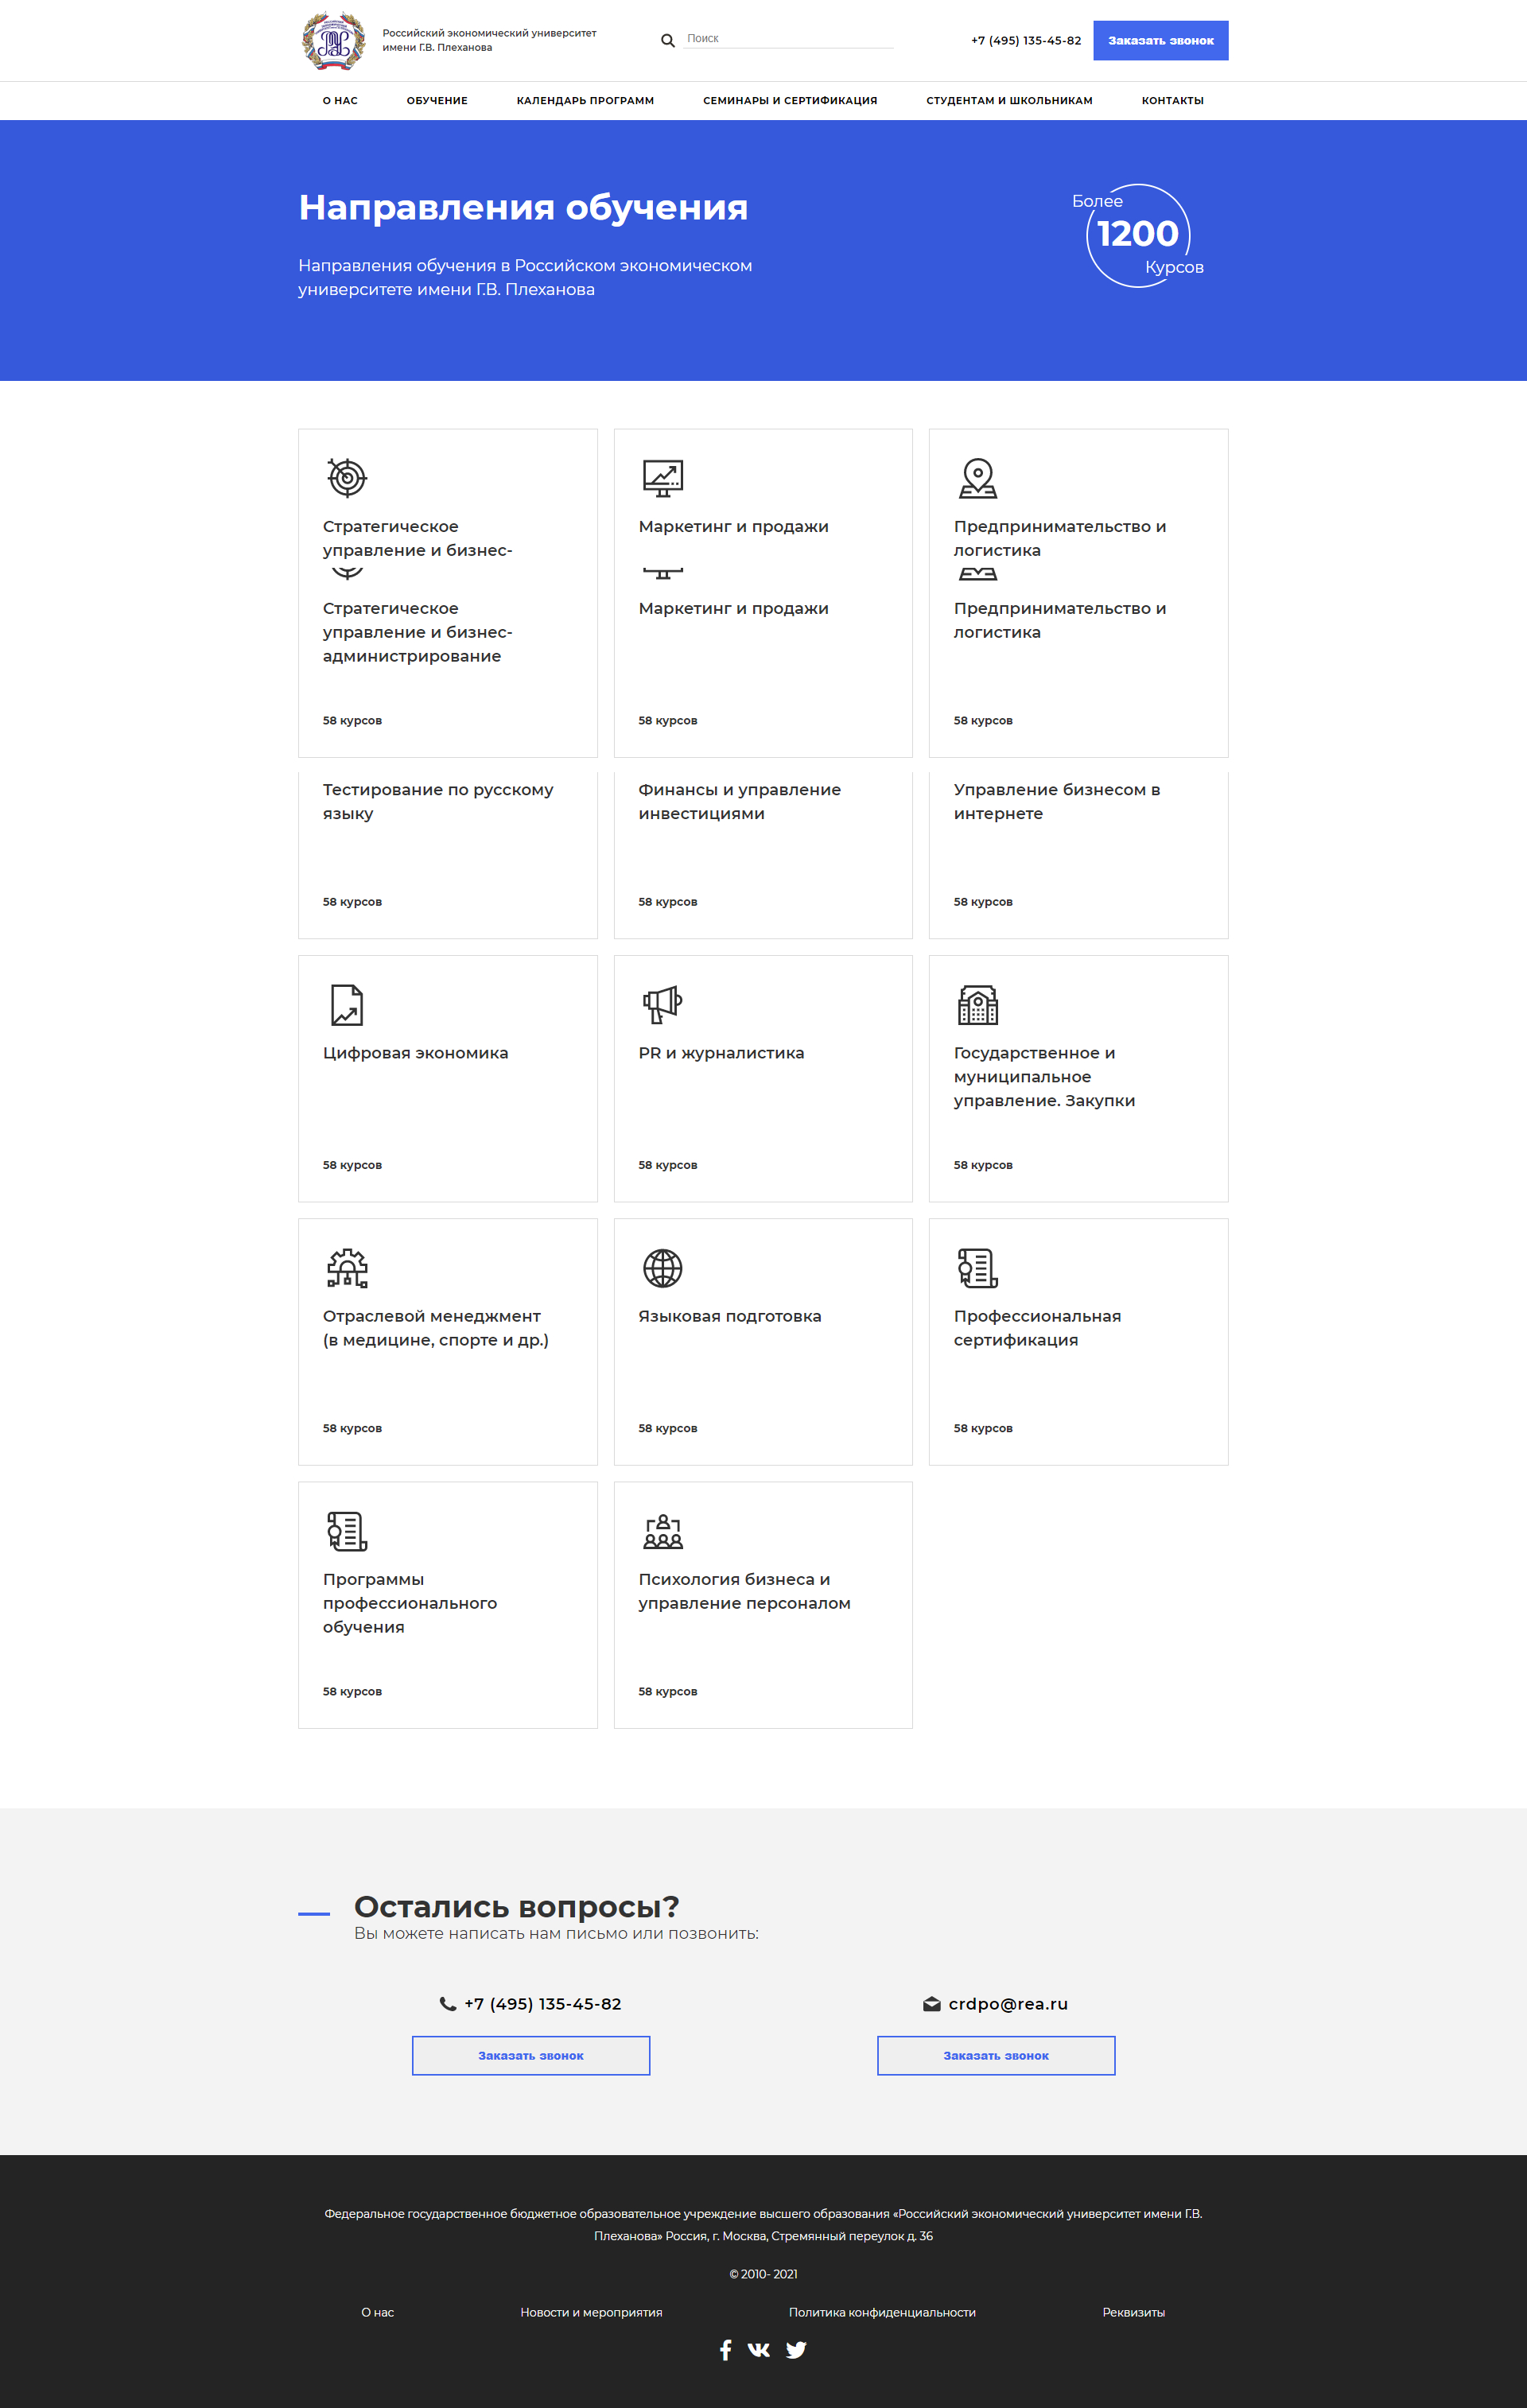 Российский экономический университет
имени Г.В. Плеханова
Поиск
+7 (495) 135-45-82
Заказать звонок
О НАС
ОБУЧЕНИЕ
КАЛЕНДАРЬ ПРОГРАММ
СЕМИНАРЫ И СЕРТИФИКАЦИЯ
СТУДЕНТАМ И ШКОЛЬНИКАМ
КОНТАКТЫ
Направления обучения
Направления обучения в Российском экономическом
университете имени Г.В. Плеханова
Более
1200
Курсов
Стратегическое
управление и бизнес-
Маркетинг и продажи
Предпринимательство и
логистика
Стратегическое
управление и бизнес-
администрирование
58 курсов
Маркетинг и продажи
58 курсов
Предпринимательство и
логистика
58 курсов
Тестирование по русскому
языку
58 курсов
Финансы и управление
инвестициями
58 курсов
Управление бизнесом в
интернете
58 курсов
Цифровая экономика
58 курсов
PR и журналистика
58 курсов
Государственное и
муниципальное
управление. Закупки
58 курсов
Отраслевой менеджмент
(в медицине, спорте и др.)
58 курсов
Языковая подготовка
58 курсов
Профессиональная
сертификация
58 курсов
Программы
профессионального
обучения
58 курсов
Психология бизнеса и
управление персоналом
58 курсов
Остались вопросы?
Вы можете написать нам письмо или позвонить:
+7 (495) 135-45-82
Заказать звонок
crdpo@rea.ru
Заказать звонок
Федеральное государственное бюджетное образовательное учреждение высшего образования «Российский экономический университет имени Г.В.
Плеханова» Россия, г. Москва, Стремянный переулок д. 36
© 2010- 2021
О нас
Новости и мероприятия
Политика конфиденциальности
Реквизиты